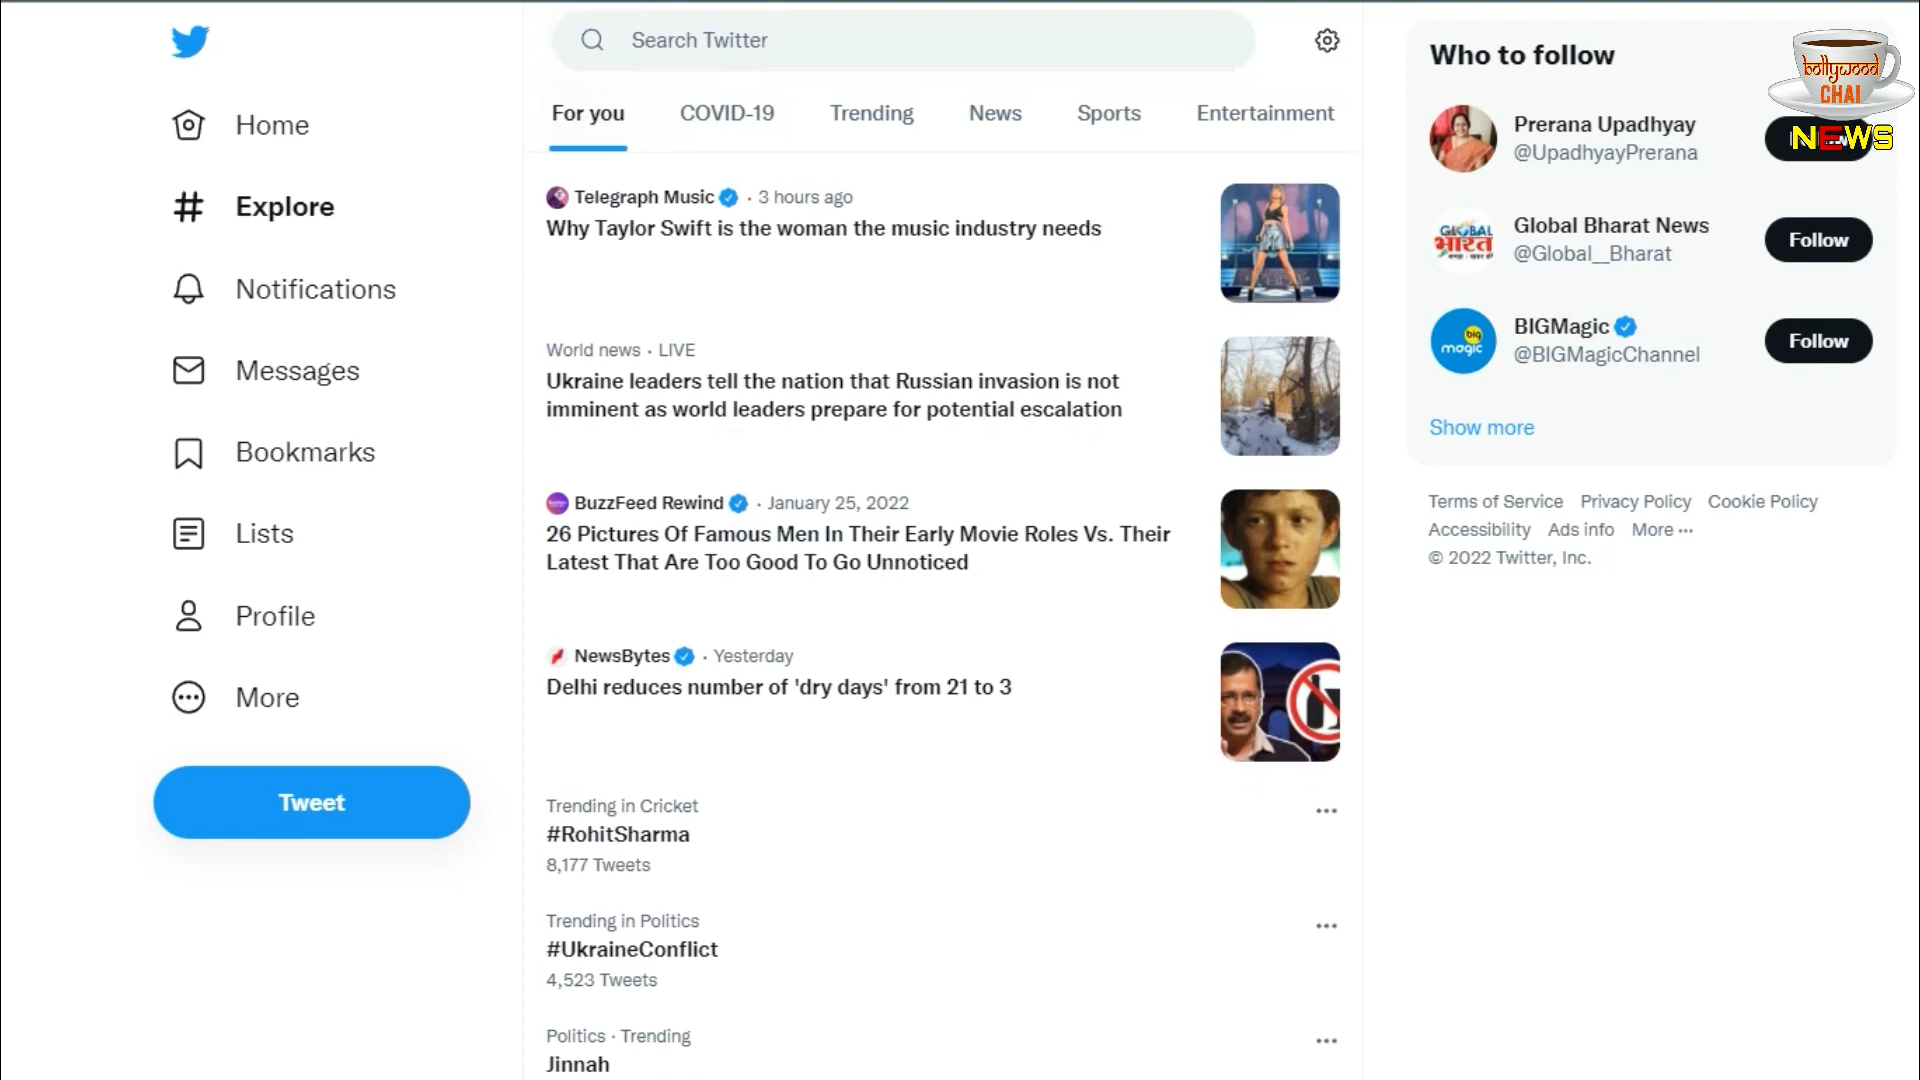 Search Twitter
For you
COVID-19
Trending
News
Sports
Entertainment
Home
Explore
Notifications
Messages
Bookmarks
Lists
Profile
More
Tweet
Telegraph Music · 3 hours ago
Why Taylor Swift is the woman the music industry needs
World news · LIVE
Ukraine leaders tell the nation that Russian invasion is not
imminent as world leaders prepare for potential escalation
BuzzFeed Rewind · January 25, 2022
26 Pictures Of Famous Men In Their Early Movie Roles Vs. Their
Latest That Are Too Good To Go Unnoticed
NewsBytes · Yesterday
Delhi reduces number of 'dry days' from 21 to 3
Trending in Cricket
#RohitSharma
8,177 Tweets
Trending in Politics
#UkraineConflict
4,523 Tweets
Politics · Trending
Jinnah
Who to follow
Prerana Upadhyay
@UpadhyayPrerana
GLOBAL
भारत
Global Bharat News
@Global__Bharat
Follow
big
magic
BIGMagic
@BIGMagicChannel
Follow
Show more
Terms of Service Privacy Policy Cookie Policy
Accessibility Ads info More ···
© 2022 Twitter, Inc.
bollywood
CHAI
NEWS